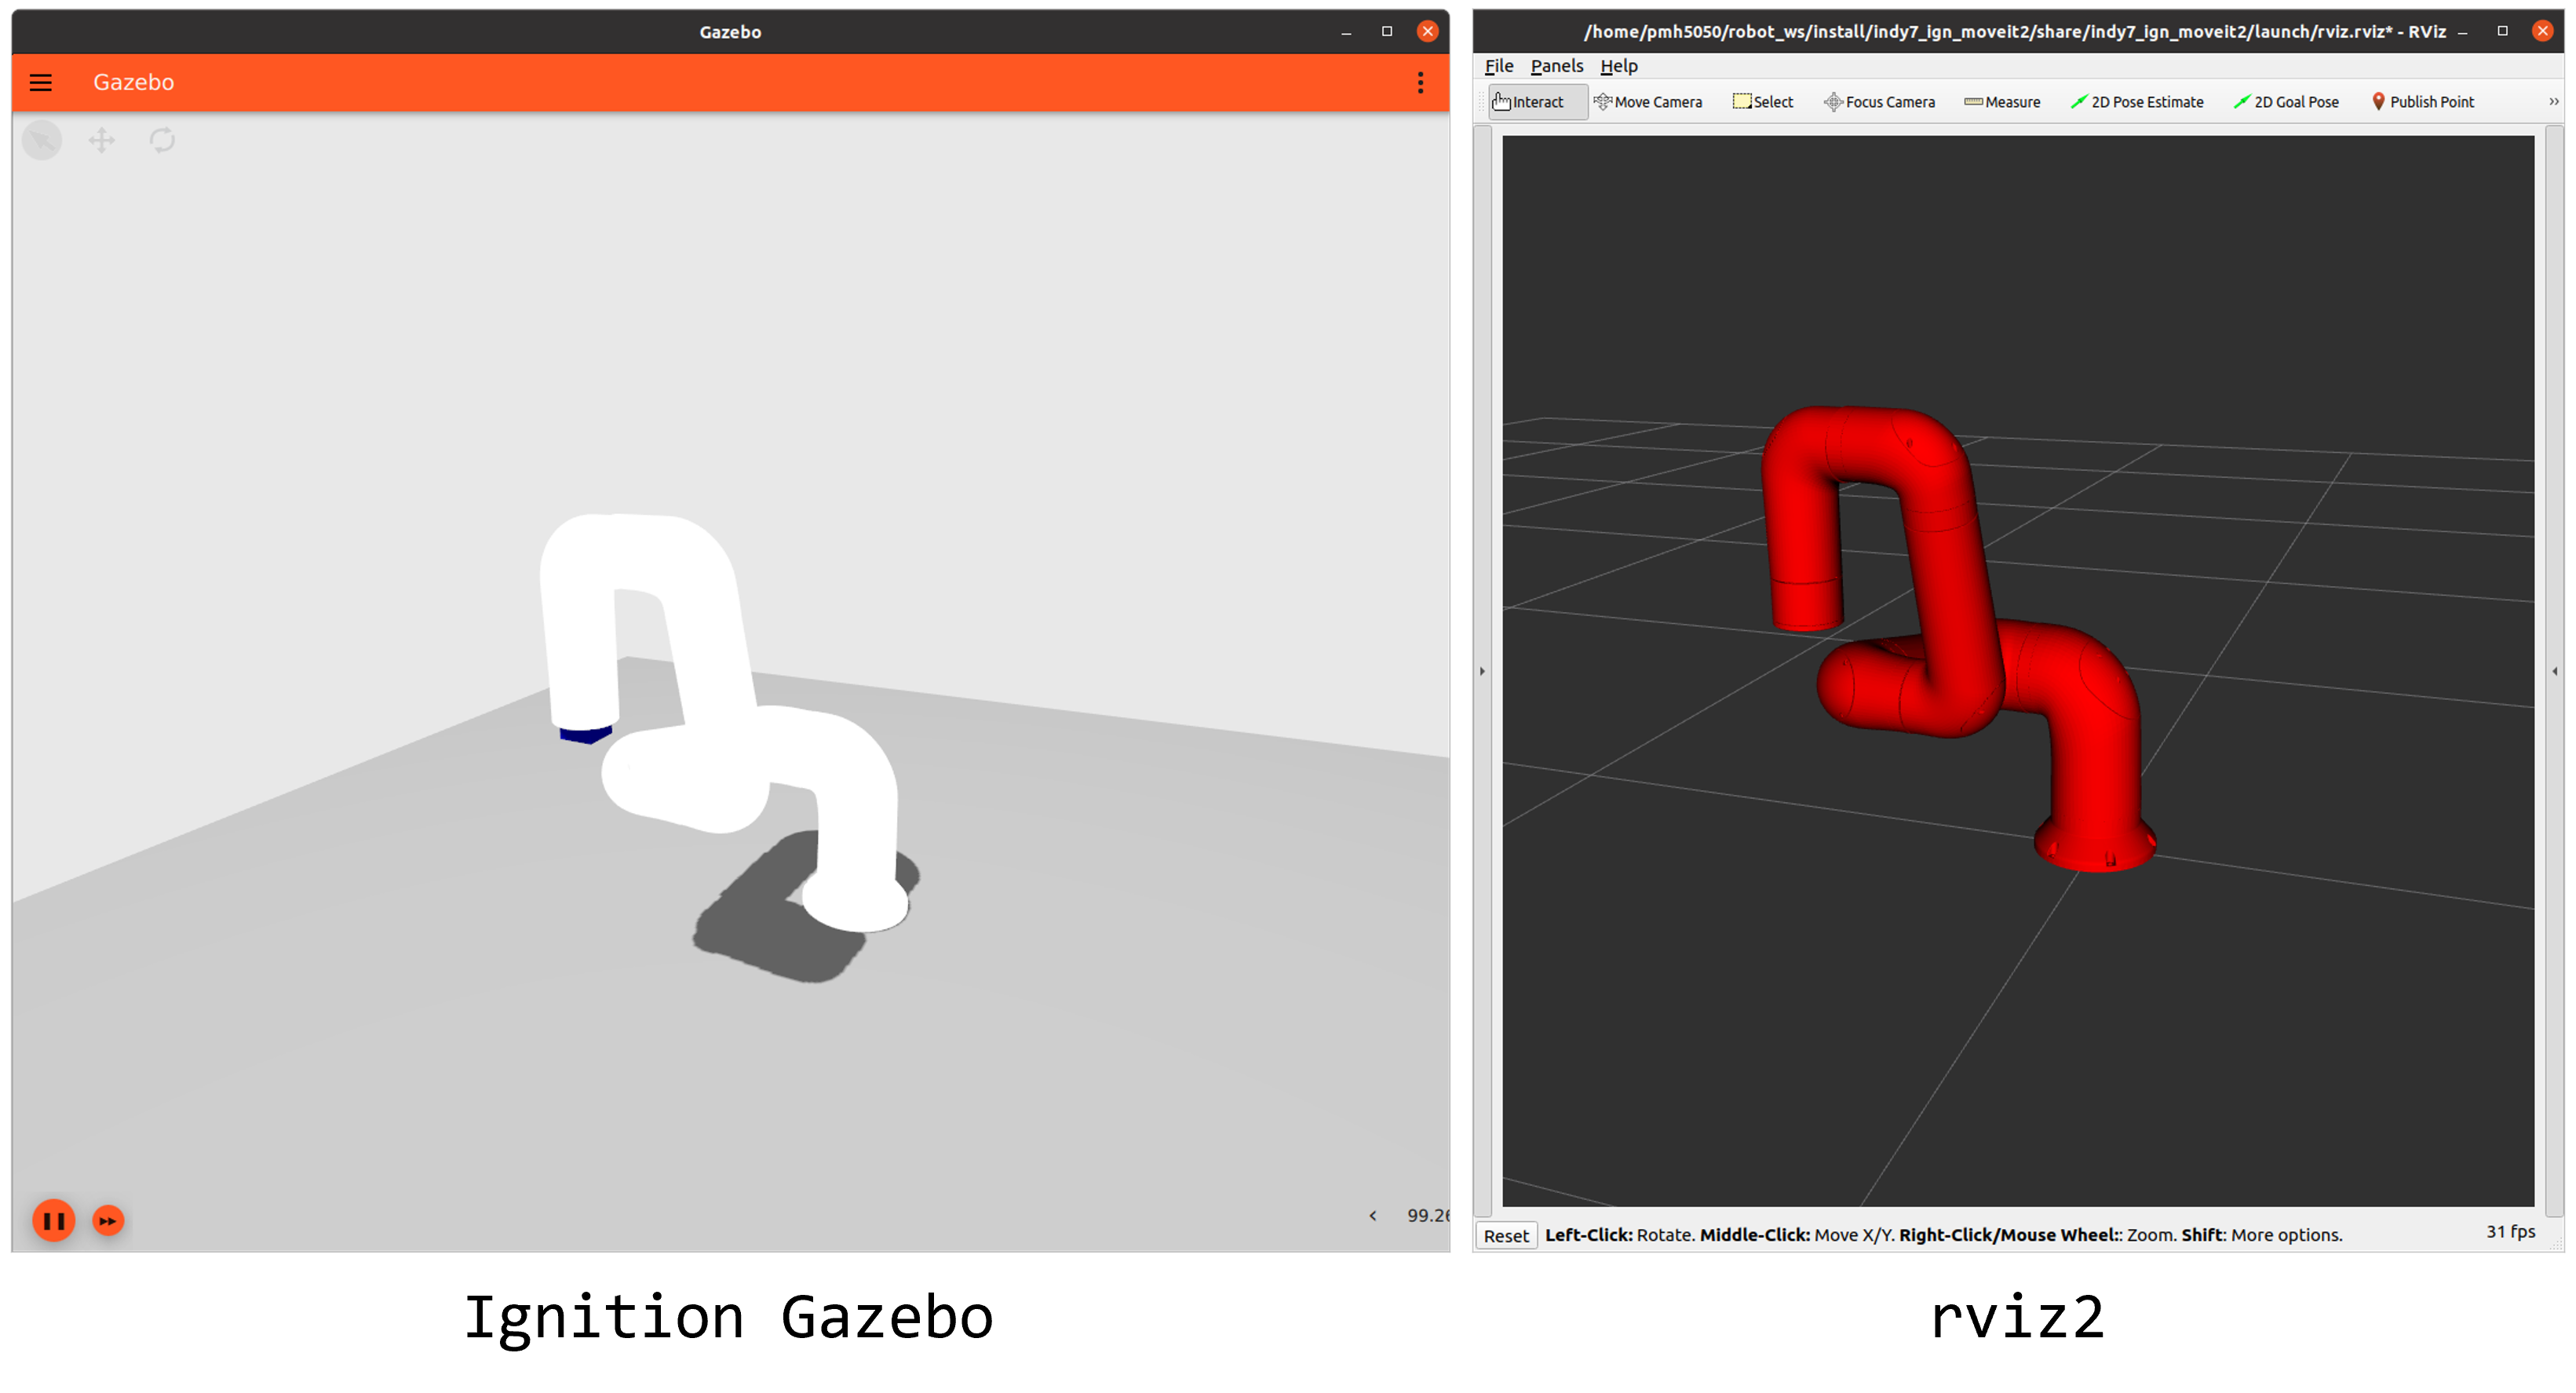 Gazebo
Gazebo
99.26
/home/pmh5050/robot_ws/install/indy7_ign_moveit2/share/indy7_ign_moveit2/launch/rviz.rviz* - RViz
File Panels Help
Interact Move Camera Select Focus Camera Measure 2D Pose Estimate 2D Goal Pose Publish Point »
Reset Left-Click: Rotate. Middle-Click: Move X/Y. Right-Click/Mouse Wheel:: Zoom. Shift: More options. 31 fps
Ignition Gazebo
rviz2